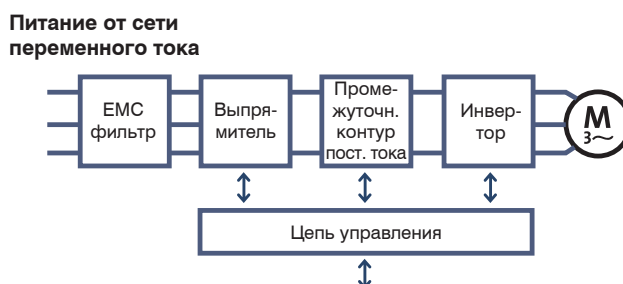 Питание от сети
переменного тока
EMC
фильтр
Выпря-
митель
Проме-
жуточн.
контур
пост. тока
Инвер-
тор
M
3~
Цепь управления